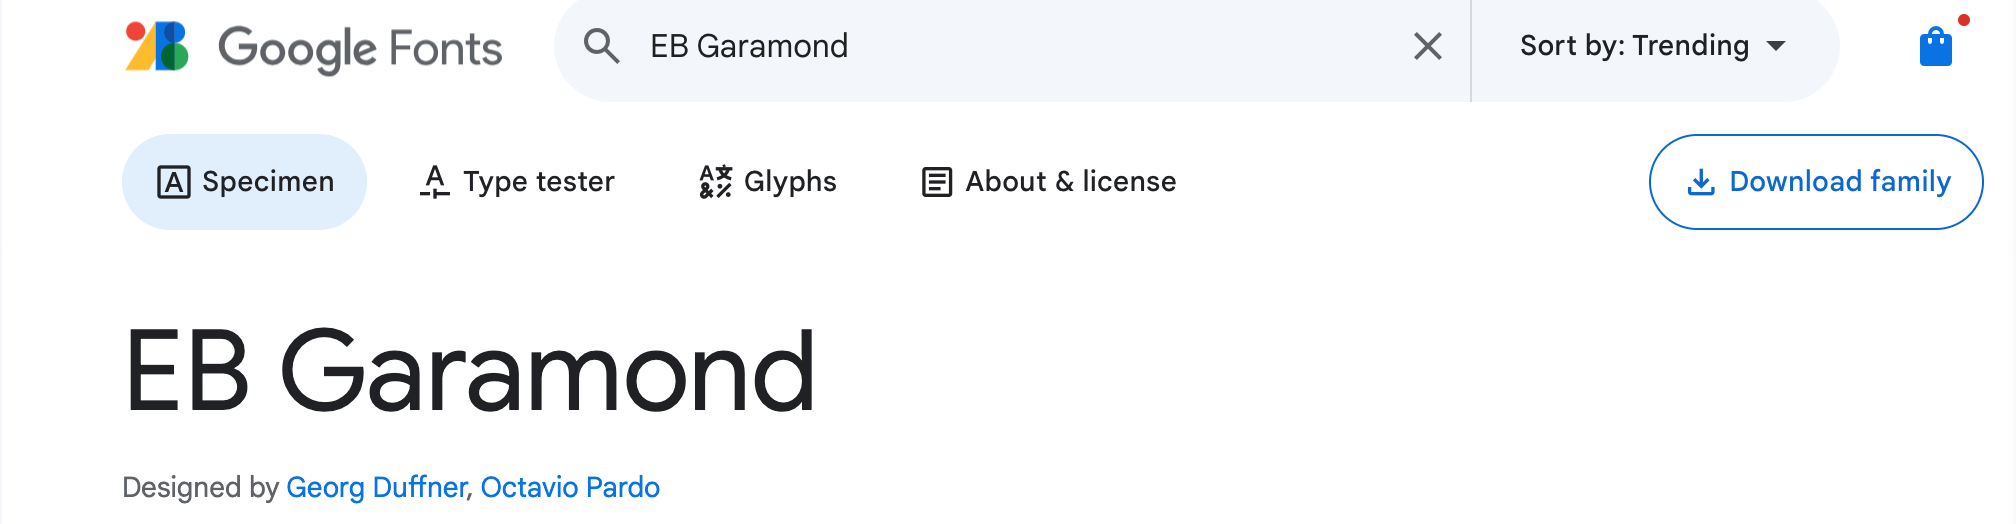 Google Fonts EB Garamond Sort by: Trending
Specimen Type tester Glyphs About & license Download family
EB Garamond
Designed by Georg Duffner, Octavio Pardo